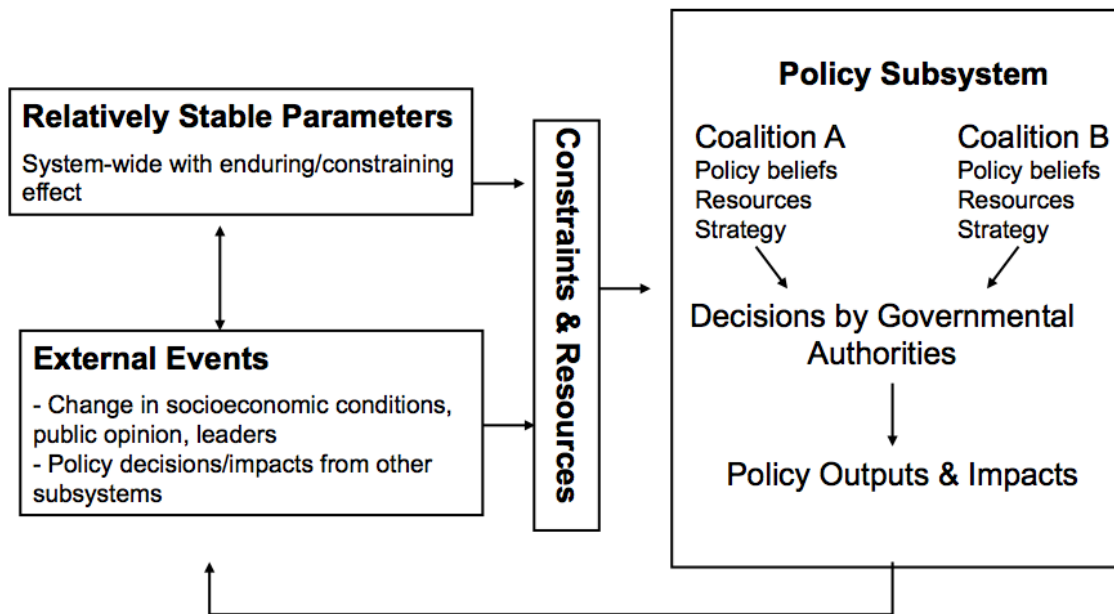 Relatively Stable Parameters
System-wide with enduring/constraining
effect
External Events
- Change in socioeconomic conditions,
public opinion, leaders
- Policy decisions/impacts from other
subsystems
Constraints & Resources
Policy Subsystem
Coalition A
Policy beliefs
Resources
Strategy
Coalition B
Policy beliefs
Resources
Strategy
Decisions by Governmental
Authorities
Policy Outputs & Impacts